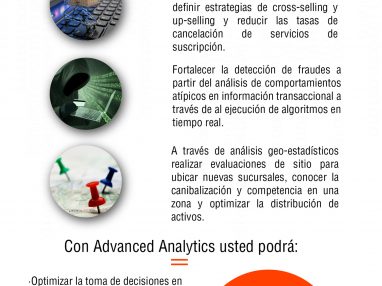 definir estrategias de cross-selling y
up-selling y reducir las tasas de
cancelación de servicios de
suscripción.
Fortalecer la detección de fraudes a
partir del análisis de comportamientos
atípicos en información transaccional a
través de al ejecución de algoritmos en
tiempo real.
A través de análisis geo-estadísticos
realizar evaluaciones de sitio para
ubicar nuevas sucursales, conocer la
canibalización y competencia en una
zona y optimizar la distribución de
activos.
Con Advanced Analytics usted podrá:
·Optimizar la toma de decisiones en